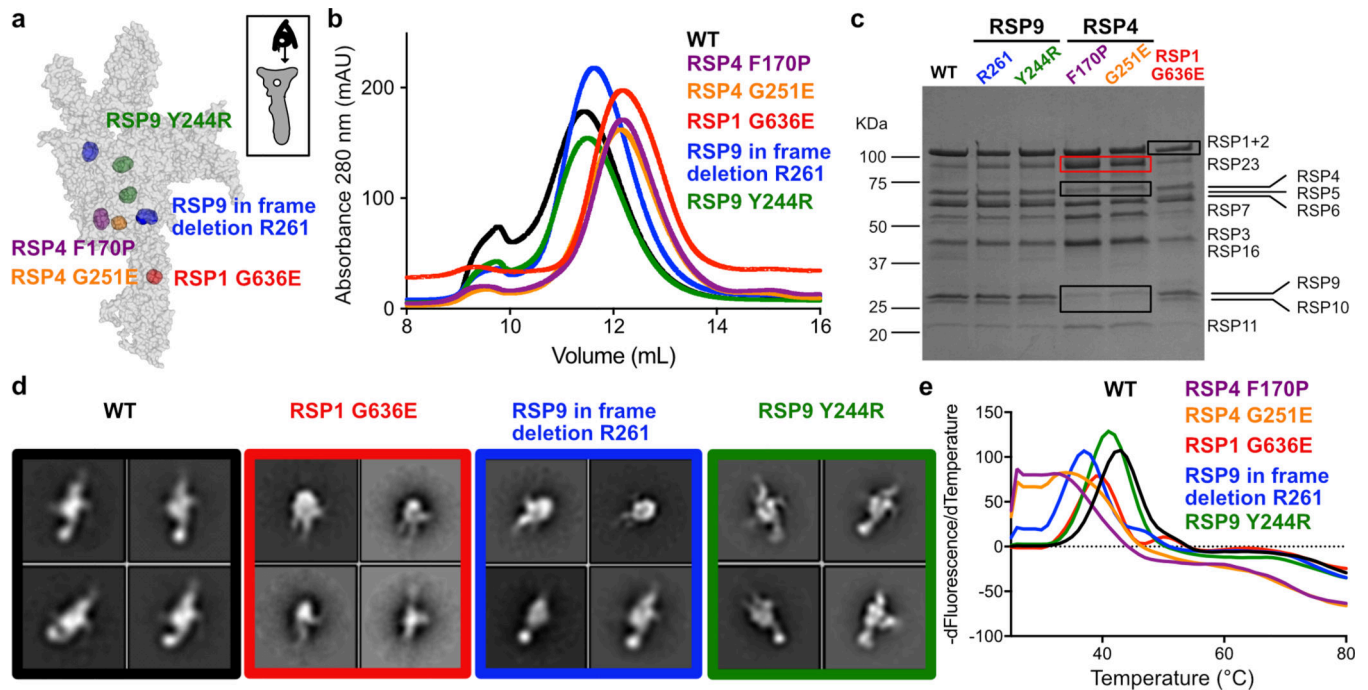 a
RSP9 Y244R
RSP9 in frame
deletion R261
RSP4 F170P
RSP4 G251E
RSP1 G636E
b
Absorbance 280 nm (mAU)
200
100
0
8
10
12
14
16
Volume (mL)
WT
RSP4 F170P
RSP4 G251E
RSP1 G636E
RSP9 in frame
deletion R261
RSP9 Y244R
c
RSP9
RSP4
WT
R261
Y244R
F170P
G251E
RSP1
G636E
KDa
100
75
50
37
25
20
RSP1+2
RSP23
RSP4
RSP5
RSP6
RSP7
RSP3
RSP16
RSP9
RSP10
RSP11
d
WT
RSP1 G636E
RSP9 in frame
deletion R261
RSP9 Y244R
e
-dFluorescence/dTemperature
150
100
50
0
-50
-100
40
60
80
Temperature (°C)
WT
RSP4 F170P
RSP4 G251E
RSP1 G636E
RSP9 in frame
deletion R261
RSP9 Y244R